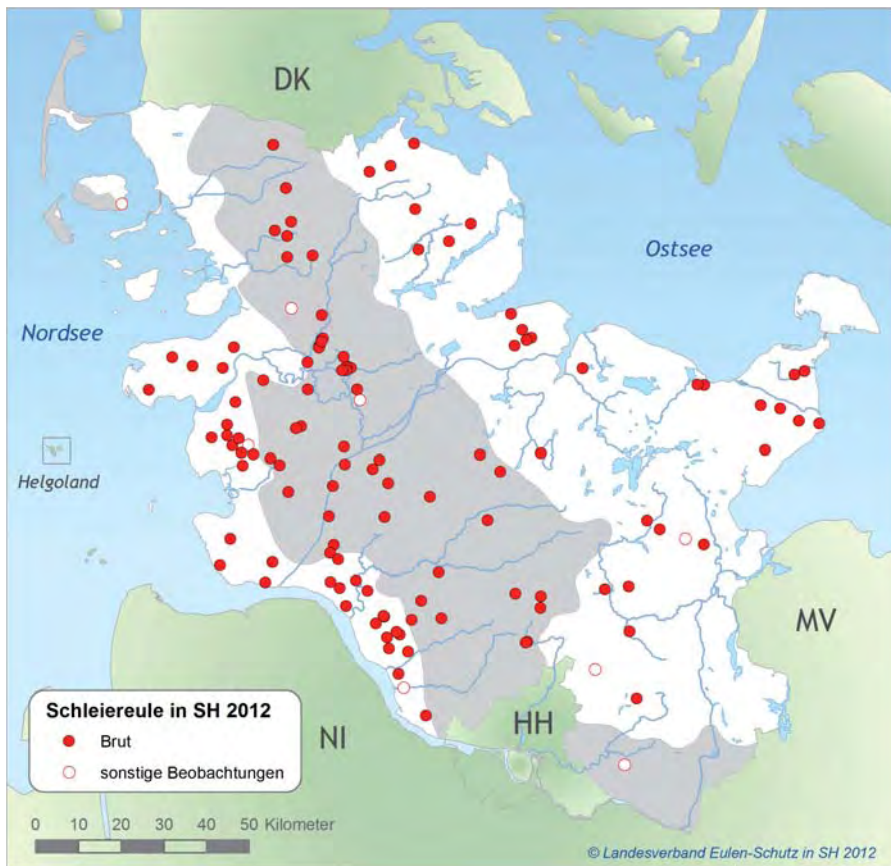 DK
Ostsee
Nordsee
Helgoland
MV
Schleiereule in SH 2012
Brut
sonstige Beobachtungen
NI
HH
0 10 20 30 40 50 Kilometer
© Landesverband Eulen-Schutz in SH 2012